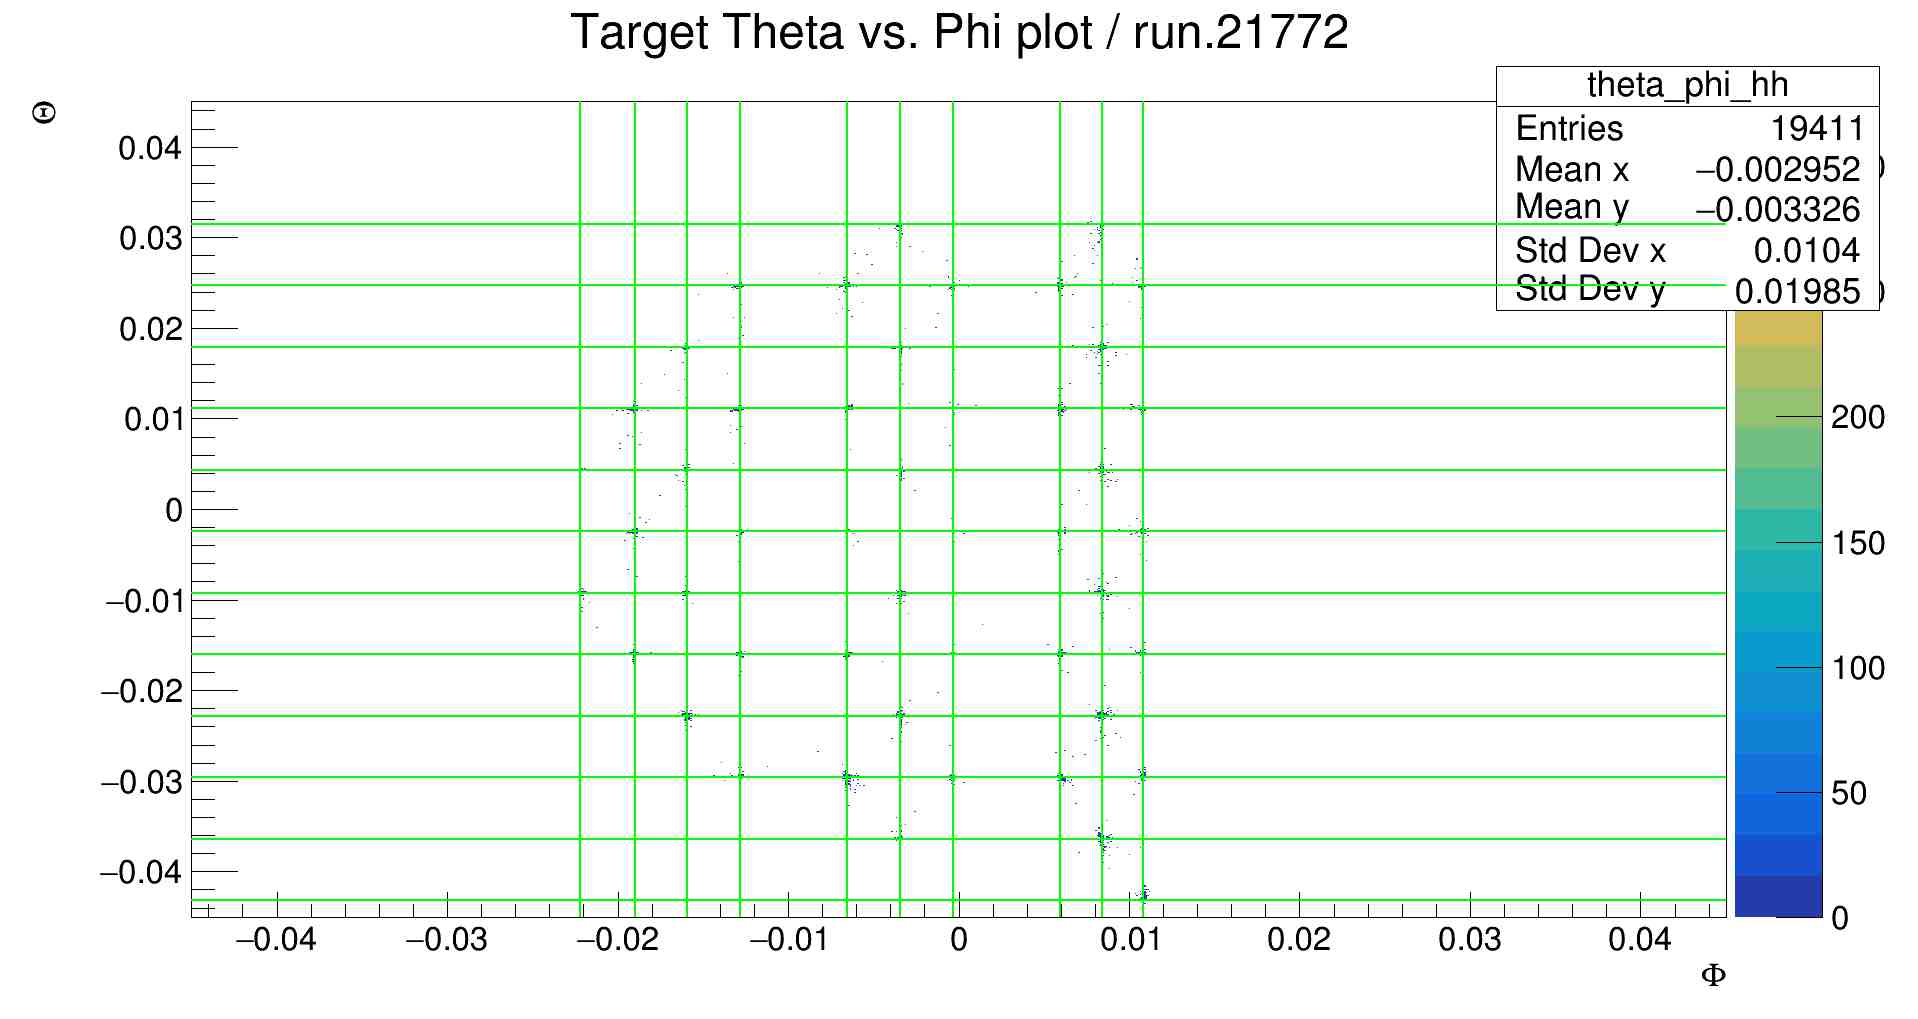 Target Theta vs. Phi plot / run.21772
theta_phi_hh
Entries 19411
Mean x −0.002952
Mean y −0.003326
Std Dev x 0.0104
Std Dev y 0.01985
Θ
0.04
0.03
0.02
0.01
0
−0.01
−0.02
−0.03
−0.04
−0.04 −0.03 −0.02 −0.01 0 0.01 0.02 0.03 0.04
Φ
200
150
100
50
0